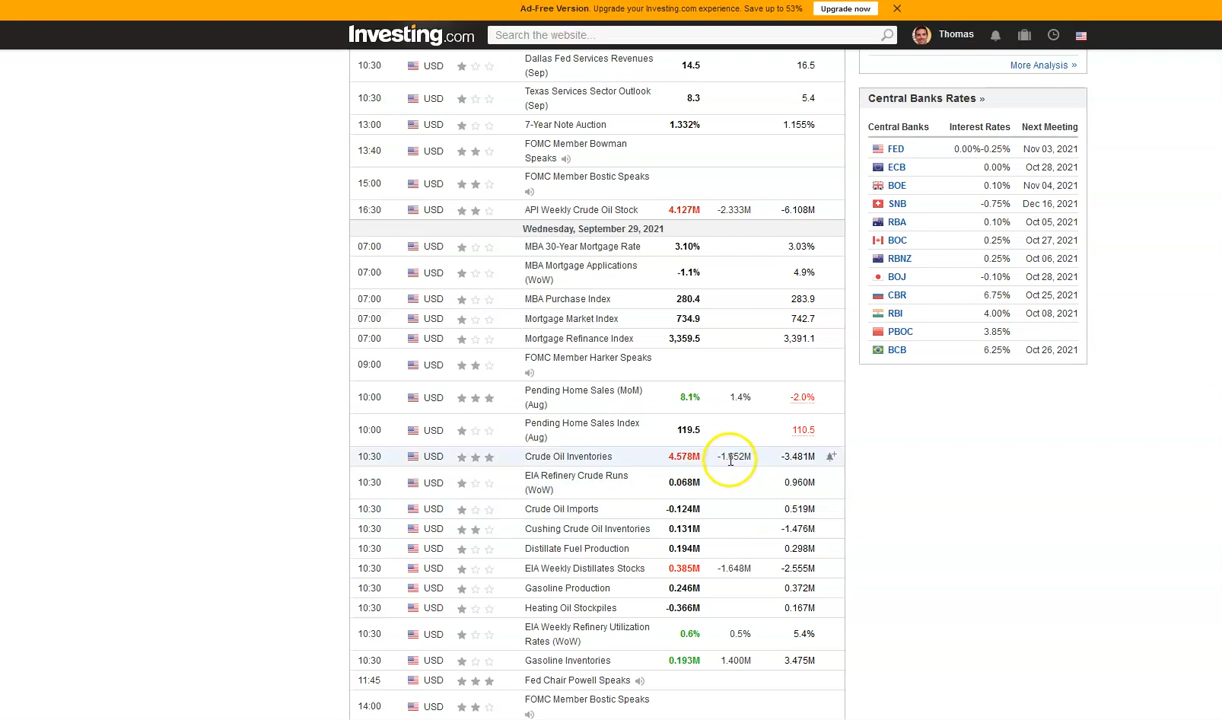 Ad-Free Version. Upgrade your Investing.com experience. Save up to 53% Upgrade now
Investing.com Search the website... Thomas
10:30 USD Dallas Fed Services Revenues (Sep) 14.5 16.5
10:30 USD Texas Services Sector Outlook (Sep) 8.3 5.4
13:00 USD 7-Year Note Auction 1.332% 1.155%
13:40 USD FOMC Member Bowman Speaks
15:00 USD FOMC Member Bostic Speaks
16:30 USD API Weekly Crude Oil Stock 4.127M -2.333M -6.108M
Wednesday, September 29, 2021
07:00 USD MBA 30-Year Mortgage Rate 3.10% 3.03%
07:00 USD MBA Mortgage Applications (WoW) -1.1% 4.9%
07:00 USD MBA Purchase Index 280.4 283.9
07:00 USD Mortgage Market Index 734.9 742.7
07:00 USD Mortgage Refinance Index 3,359.5 3,391.1
09:00 USD FOMC Member Harker Speaks
10:00 USD Pending Home Sales (MoM) (Aug) 8.1% 1.4% -2.0%
10:00 USD Pending Home Sales Index (Aug) 119.5 110.5
10:30 USD Crude Oil Inventories 4.578M -3.481M
10:30 USD EIA Refinery Crude Runs (WoW) 0.068M 0.960M
10:30 USD Crude Oil Imports -0.124M 0.519M
10:30 USD Cushing Crude Oil Inventories 0.131M -1.476M
10:30 USD Distillate Fuel Production 0.194M 0.298M
10:30 USD EIA Weekly Distillates Stocks 0.385M -1.648M -2.555M
10:30 USD Gasoline Production 0.246M 0.372M
10:30 USD Heating Oil Stockpiles -0.366M 0.167M
10:30 USD EIA Weekly Refinery Utilization Rates (WoW) 0.6% 0.5% 5.4%
10:30 USD Gasoline Inventories 0.193M 1.400M 3.475M
11:45 USD Fed Chair Powell Speaks
14:00 USD FOMC Member Bostic Speaks
More Analysis »
Central Banks Rates »
Central Banks Interest Rates Next Meeting
FED 0.00%-0.25% Nov 03, 2021
ECB 0.00% Oct 28, 2021
BOE 0.10% Nov 04, 2021
SNB -0.75% Dec 16, 2021
RBA 0.10% Oct 05, 2021
BOC 0.25% Oct 27, 2021
RBNZ 0.25% Oct 06, 2021
BOJ -0.10% Oct 28, 2021
CBR 6.75% Oct 25, 2021
RBI 4.00% Oct 08, 2021
PBOC 3.85%
BCB 6.25% Oct 26, 2021